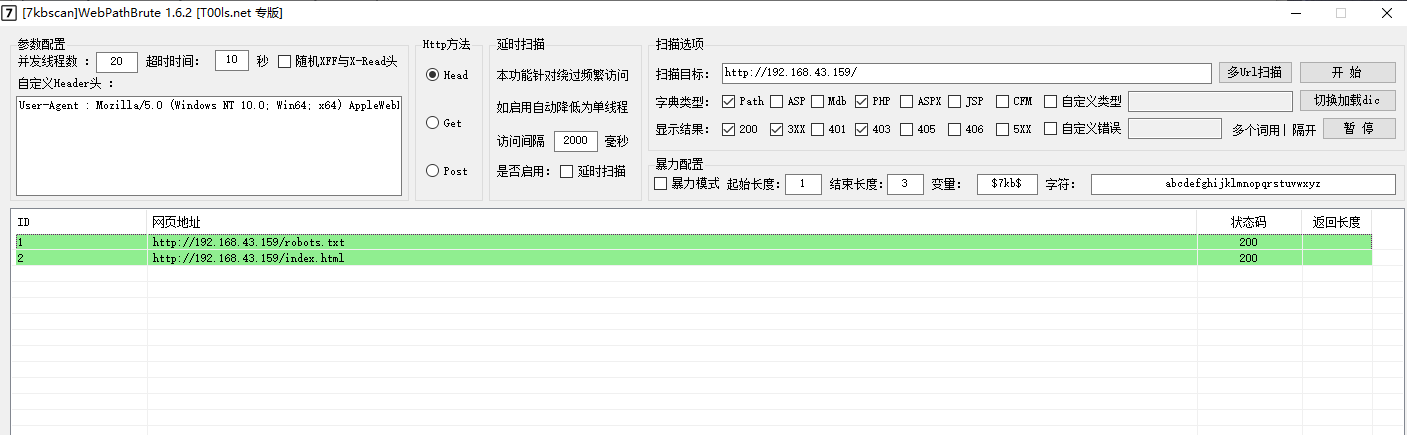 7 [7kbscan]WebPathBrute 1.6.2 [T00ls.net 专版]
参数配置
并发线程数 : 20 超时时间: 10 秒 随机XFF与X-Read头
自定义Header头 :
User-Agent : Mozilla/5.0 (Windows NT 10.0; Win64; x64) AppleWebl
Http方法
Head
Get
Post
延时扫描
本功能针对绕过频繁访问
如启用自动降低为单线程
访问间隔 2000 毫秒
是否启用: 延时扫描
扫描选项
扫描目标: http://192.168.43.159/ 多Url扫描 开 始
字典类型: Path ASP Mdb PHP ASPX JSP CFM 自定义类型 切换加载dic
显示结果: 200 3XX 401 403 405 406 5XX 自定义错误 多个词用| 隔开 暂 停
暴力配置
暴力模式 起始长度: 1 结束长度: 3 变量: $7kb$ 字符: abcdefghijklmnopqrstuvwxyz
ID 网页地址 状态码 返回长度
1 http://192.168.43.159/robots.txt 200
2 http://192.168.43.159/index.html 200